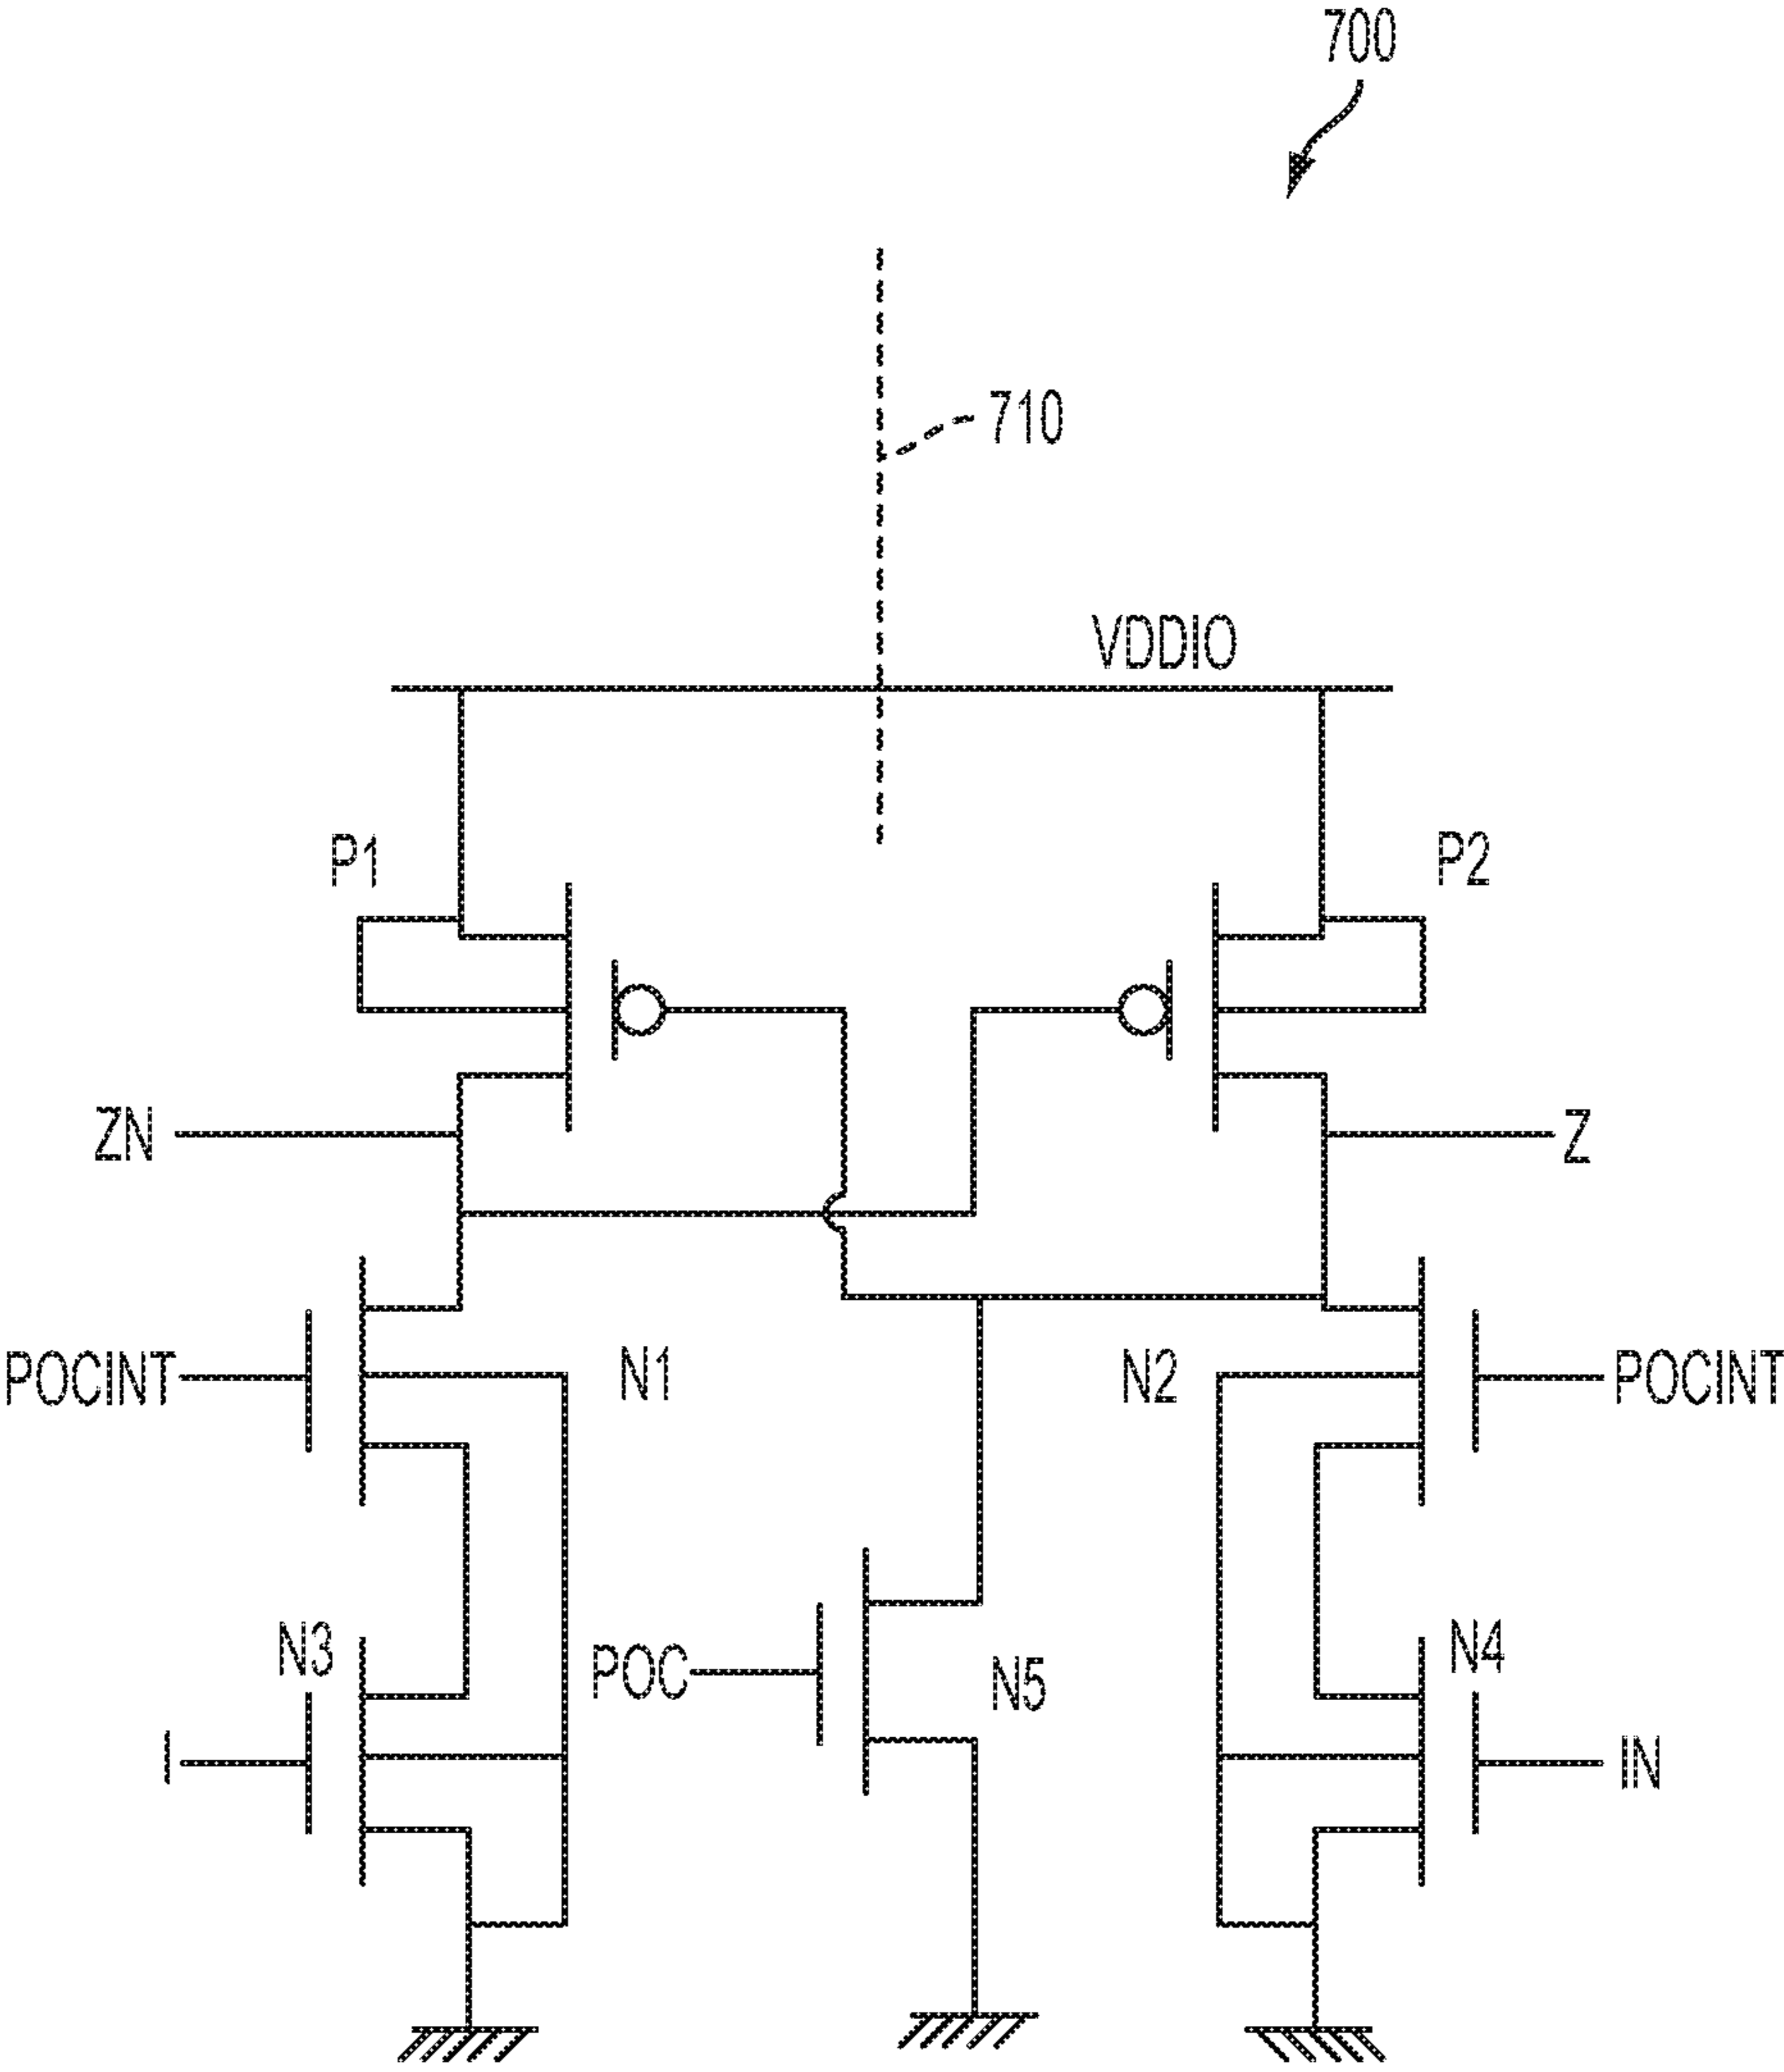 700
710
VDDIO
P1
P2
ZN
Z
POCINT
N1
N2
POCINT
N3
POC
N5
N4
I
IN